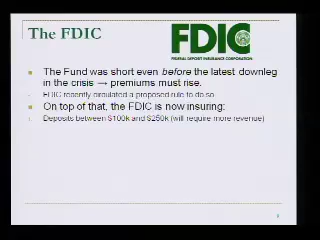 The FDIC
FDIC
FEDERAL DEPOSIT INSURANCE CORPORATION
The Fund was short even before the latest downleg
in the crisis → premiums must rise.
FDIC recently circulated a proposed rule to do so
On top of that, the FDIC is now insuring:
Deposits between $100k and $250k (will require more revenue)